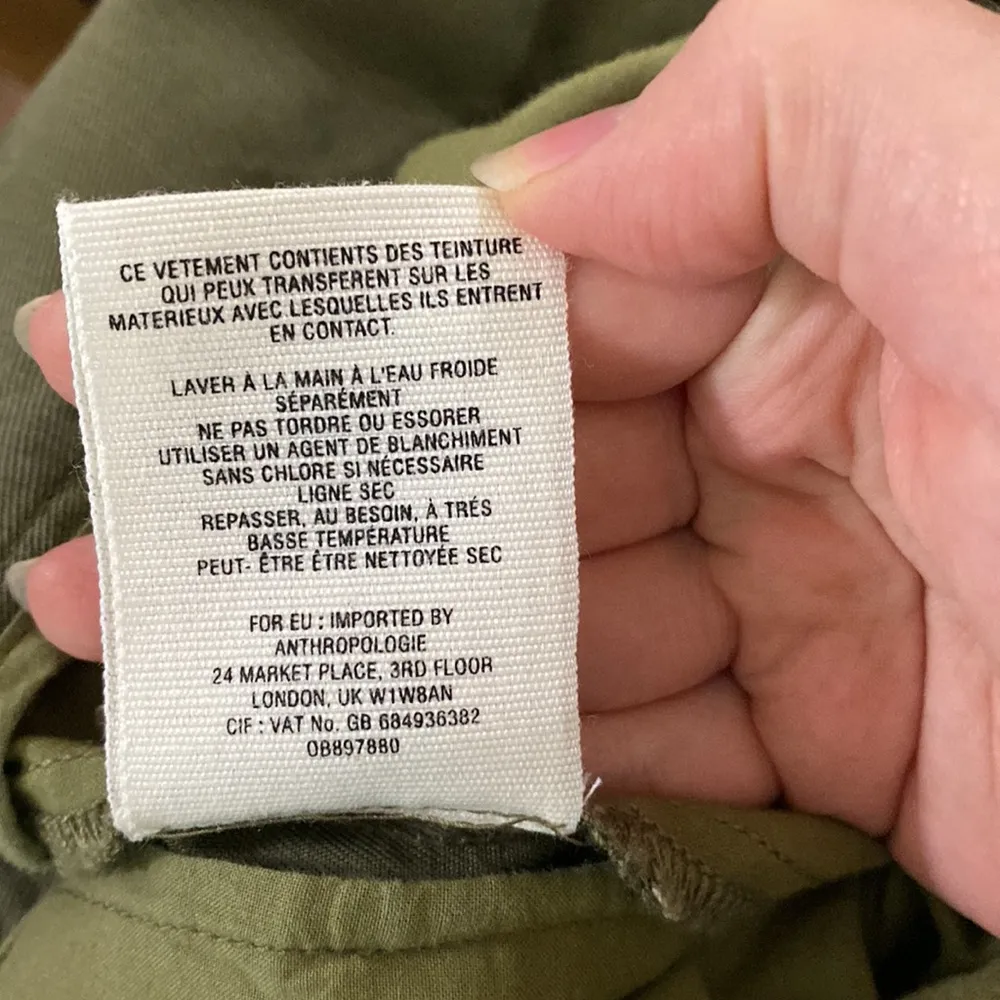 CE VETEMENT CONTIENTS DES TEINTURE
QUI PEUX TRANSFERENT SUR LES
MATERIEUX AVEC LESQUELLES ILS ENTRENT
EN CONTACT.
LAVER À LA MAIN À L'EAU FROIDE
SÉPARÉMENT
NE PAS TORDRE OU ESSORER
UTILISER UN AGENT DE BLANCHIMENT
SANS CHLORE SI NÉCESSAIRE
LIGNE SEC
REPASSER, AU BESOIN, À TRÉS
BASSE TEMPÉRATURE
PEUT- ÊTRE ÊTRE NETTOYÉE SEC
FOR EU : IMPORTED BY
ANTHROPOLOGIE
24 MARKET PLACE, 3RD FLOOR
LONDON, UK W1W8AN
CIF : VAT No. GB 684936382
OB897880